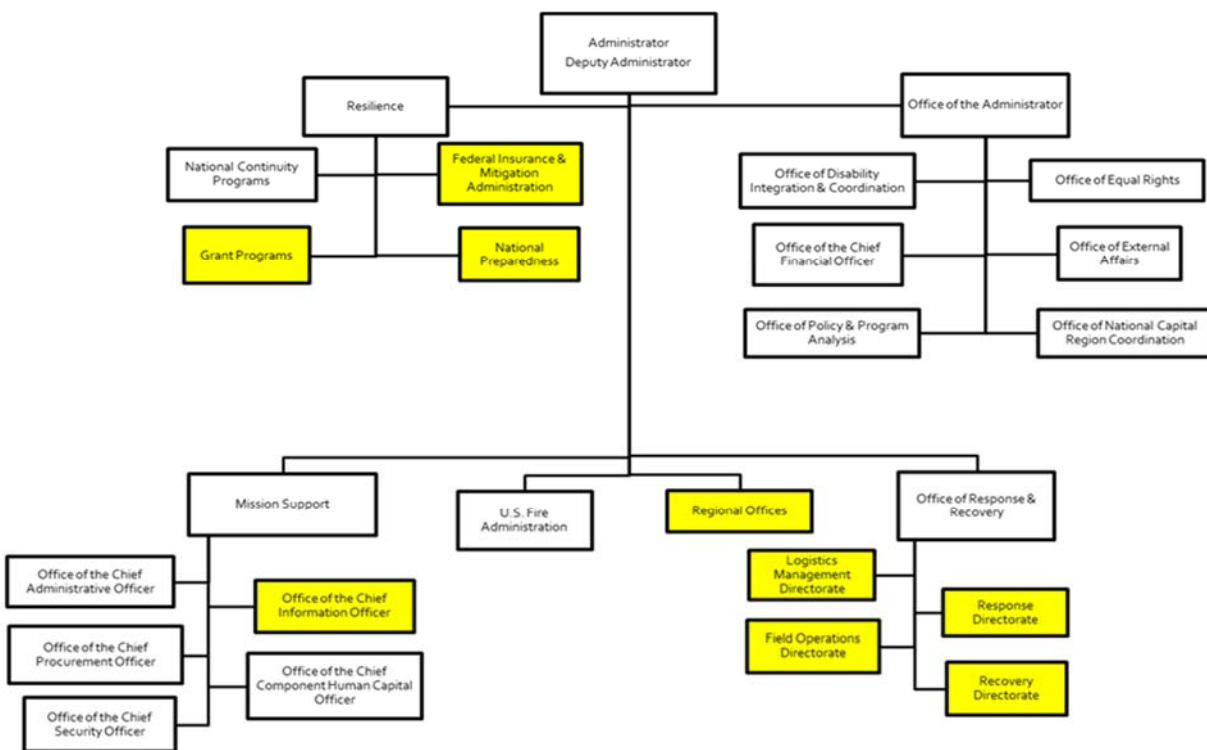 Administrator
Deputy Administrator
Resilience
Office of the Administrator
National Continuity
Programs
Federal Insurance &
Mitigation
Administration
Grant Programs
National
Preparedness
Office of Disability
Integration & Coordination
Office of Equal Rights
Office of the Chief
Financial Officer
Office of External
Affairs
Office of Policy & Program
Analysis
Office of National Capital
Region Coordination
Mission Support
U.S. Fire
Administration
Regional Offices
Office of Response &
Recovery
Office of the Chief
Administrative Officer
Office of the Chief
Information Officer
Office of the Chief
Procurement Officer
Office of the Chief
Component Human Capital
Officer
Office of the Chief
Security Officer
Logistics
Management
Directorate
Response
Directorate
Field Operations
Directorate
Recovery
Directorate